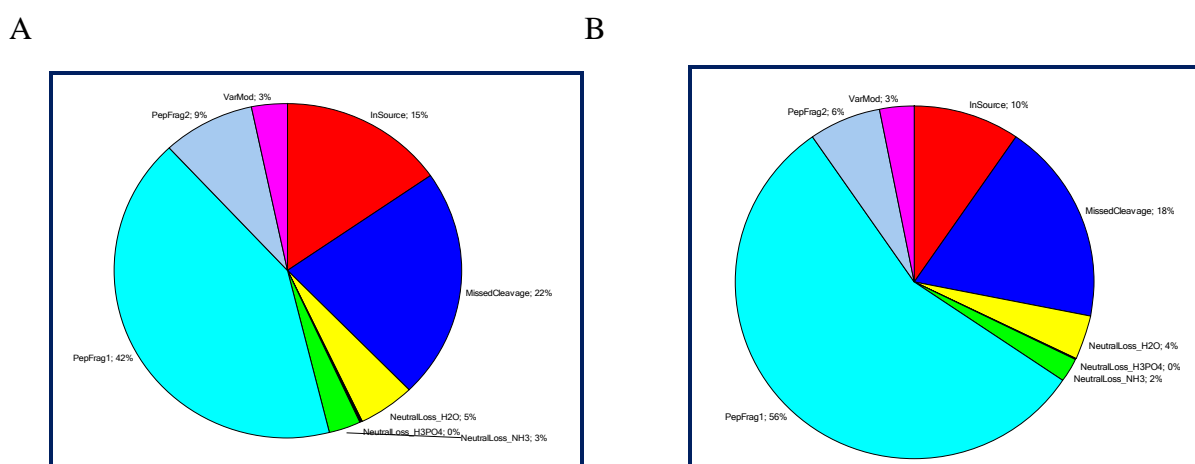 A
B
VarMod; 3%
PepFrag2; 9%
InSource; 15%
MissedCleavage; 22%
PepFrag1; 42%
NeutralLoss_H2O; 5%
NeutralLoss_H3PO4; 0%
NeutralLoss_NH3; 3%
VarMod; 3%
PepFrag2; 6%
InSource; 10%
MissedCleavage; 18%
NeutralLoss_H2O; 4%
NeutralLoss_H3PO4; 0%
NeutralLoss_NH3; 2%
PepFrag1; 56%